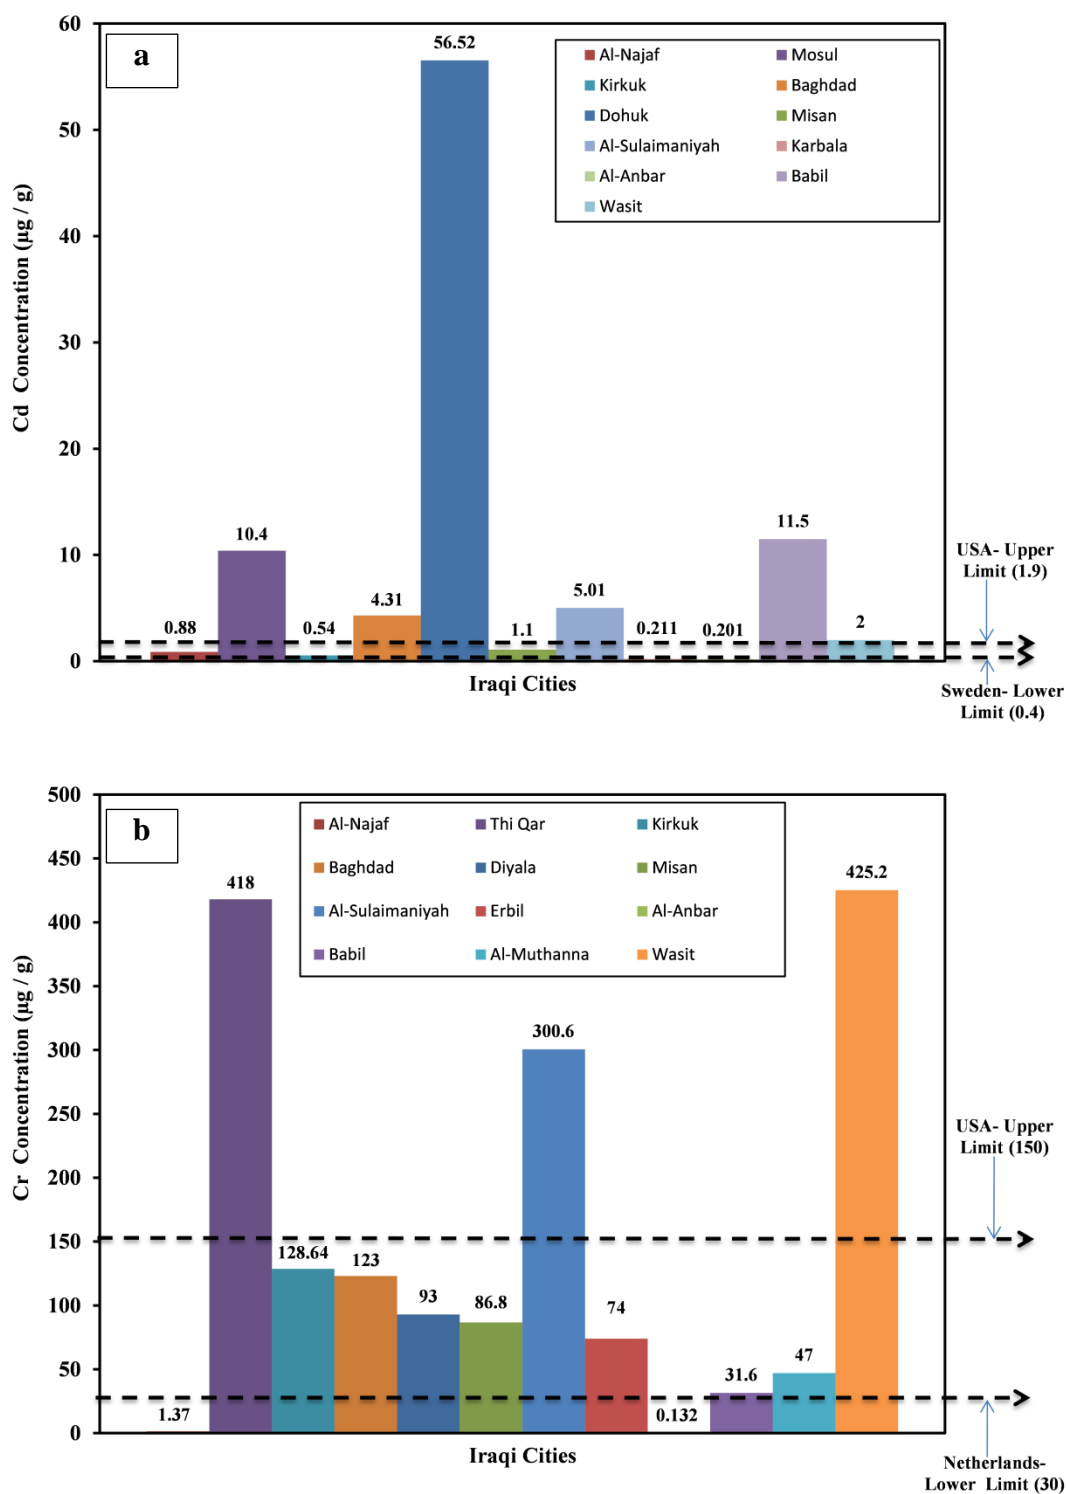 a
Cd Concentration (µg / g)
60
50
40
30
20
10
0
Al-Najaf
Mosul
Kirkuk
Baghdad
Dohuk
Misan
Al-Sulaimaniyah
Karbala
Al-Anbar
Babil
Wasit
0.88
10.4
0.54
4.31
56.52
1.1
5.01
0.211
0.201
11.5
2
USA- Upper
Limit (1.9)
Sweden- Lower
Limit (0.4)
Iraqi Cities
b
Cr Concentration (µg / g)
500
450
400
350
300
250
200
150
100
50
0
Al-Najaf
Thi Qar
Kirkuk
Baghdad
Diyala
Misan
Al-Sulaimaniyah
Erbil
Al-Anbar
Babil
Al-Muthanna
Wasit
1.37
418
128.64
123
93
86.8
300.6
74
0.132
31.6
47
425.2
USA- Upper
Limit (150)
Netherlands-
Lower Limit (30)
Iraqi Cities